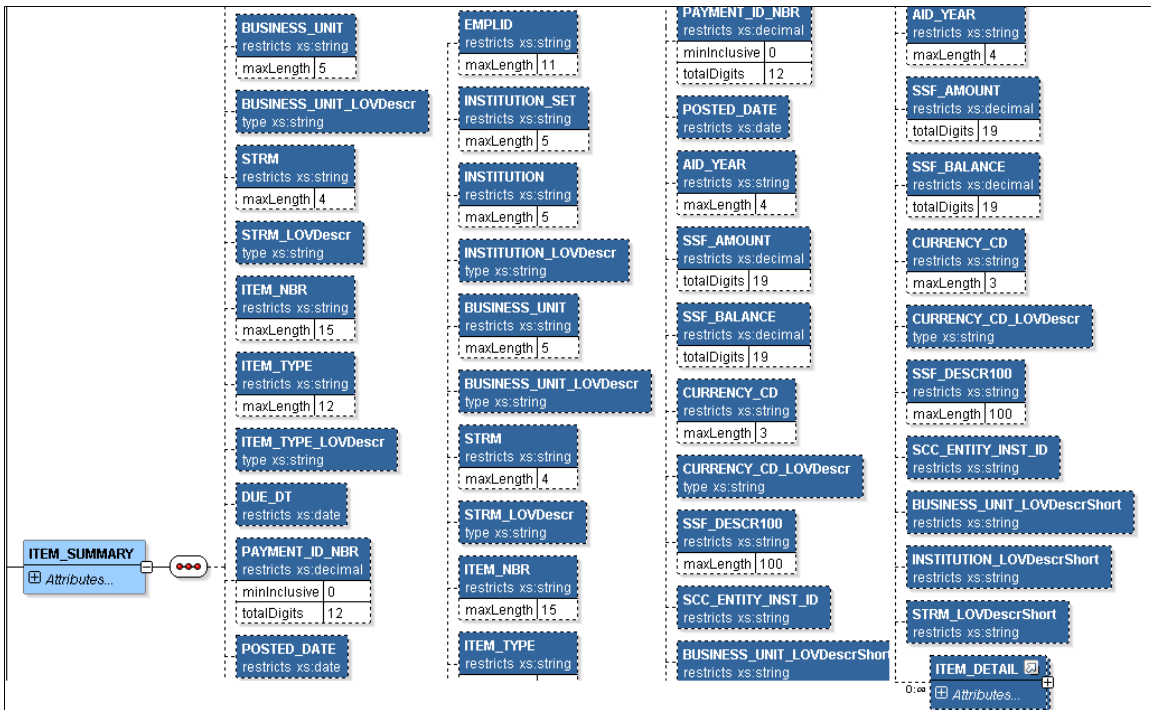 ITEM_SUMMARY
Attributes...
BUSINESS_UNIT
restricts xs:string
maxLength 5
BUSINESS_UNIT_LOVDescr
type xs:string
STRM
restricts xs:string
maxLength 4
STRM_LOVDescr
type xs:string
ITEM_NBR
restricts xs:string
maxLength 15
ITEM_TYPE
restricts xs:string
maxLength 12
ITEM_TYPE_LOVDescr
type xs:string
DUE_DT
restricts xs:date
PAYMENT_ID_NBR
restricts xs:decimal
minInclusive 0
totalDigits 12
POSTED_DATE
restricts xs:date
EMPLID
restricts xs:string
maxLength 11
INSTITUTION_SET
restricts xs:string
maxLength 5
INSTITUTION
restricts xs:string
maxLength 5
INSTITUTION_LOVDescr
type xs:string
BUSINESS_UNIT
restricts xs:string
maxLength 5
BUSINESS_UNIT_LOVDescr
type xs:string
STRM
restricts xs:string
maxLength 4
STRM_LOVDescr
type xs:string
ITEM_NBR
restricts xs:string
maxLength 15
ITEM_TYPE
restricts xs:string
PAYMENT_ID_NBR
restricts xs:decimal
minInclusive 0
totalDigits 12
POSTED_DATE
restricts xs:date
AID_YEAR
restricts xs:string
maxLength 4
SSF_AMOUNT
restricts xs:decimal
totalDigits 19
SSF_BALANCE
restricts xs:decimal
totalDigits 19
CURRENCY_CD
restricts xs:string
maxLength 3
CURRENCY_CD_LOVDescr
type xs:string
SSF_DESCR100
restricts xs:string
maxLength 100
SCC_ENTITY_INST_ID
restricts xs:string
BUSINESS_UNIT_LOVDescrShort
restricts xs:string
AID_YEAR
restricts xs:string
maxLength 4
SSF_AMOUNT
restricts xs:decimal
totalDigits 19
SSF_BALANCE
restricts xs:decimal
totalDigits 19
CURRENCY_CD
restricts xs:string
maxLength 3
CURRENCY_CD_LOVDescr
type xs:string
SSF_DESCR100
restricts xs:string
maxLength 100
SCC_ENTITY_INST_ID
restricts xs:string
BUSINESS_UNIT_LOVDescrShort
restricts xs:string
INSTITUTION_LOVDescrShort
restricts xs:string
STRM_LOVDescrShort
restricts xs:string
ITEM_DETAIL
0:∞
Attributes...